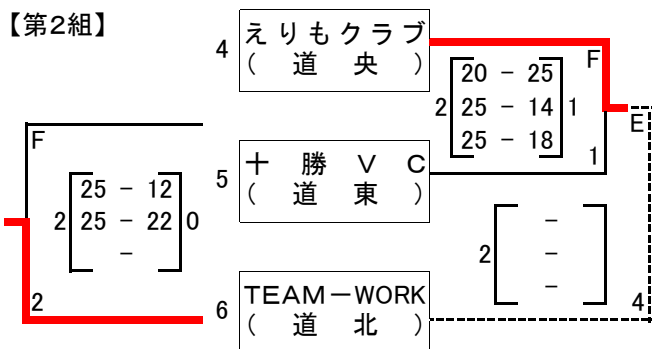 【第2組】
4
えりもクラブ
( 道 央 )
F
20 - 25
2 25 - 14 1
25 - 18
E
1
F
5
十 勝 V C
( 道 東 )
25 - 12
2 25 - 22 0
-
-
2 -
-
2
6
TEAM-WORK
( 道 北 )
4